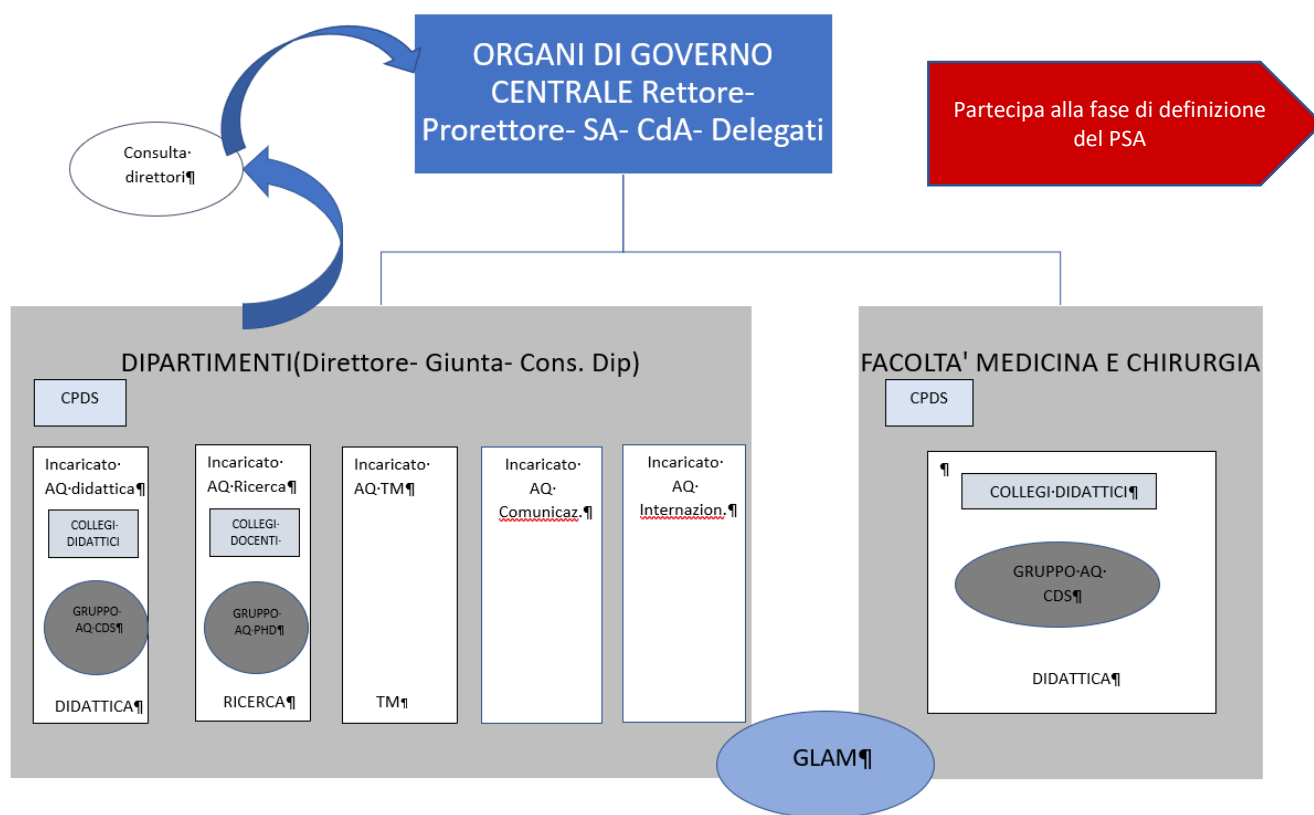 ORGANI DI GOVERNO
CENTRALE Rettore-
Prorettore- SA- CdA- Delegati
Partecipa alla fase di definizione
del PSA
Consulta·
direttori¶
DIPARTIMENTI(Direttore- Giunta- Cons. Dip)
CPDS
Incaricato·
AQ·didattica¶
COLLEGI·
DIDATTICI
GRUPPO·
AQ·CDS¶
DIDATTICA¶
Incaricato·
AQ·Ricerca¶
COLLEGI·
DOCENTI·
GRUPPO·
AQ·PHD¶
RICERCA¶
Incaricato·
AQ·TM¶
TM¶
Incaricato·
AQ·
Comunicaz.¶
Incaricato·
AQ·
Internazion.¶
FACOLTA' MEDICINA E CHIRURGIA
CPDS
¶
COLLEGI·DIDATTICI¶
GRUPPO·AQ·
CDS¶
DIDATTICA¶
GLAM¶